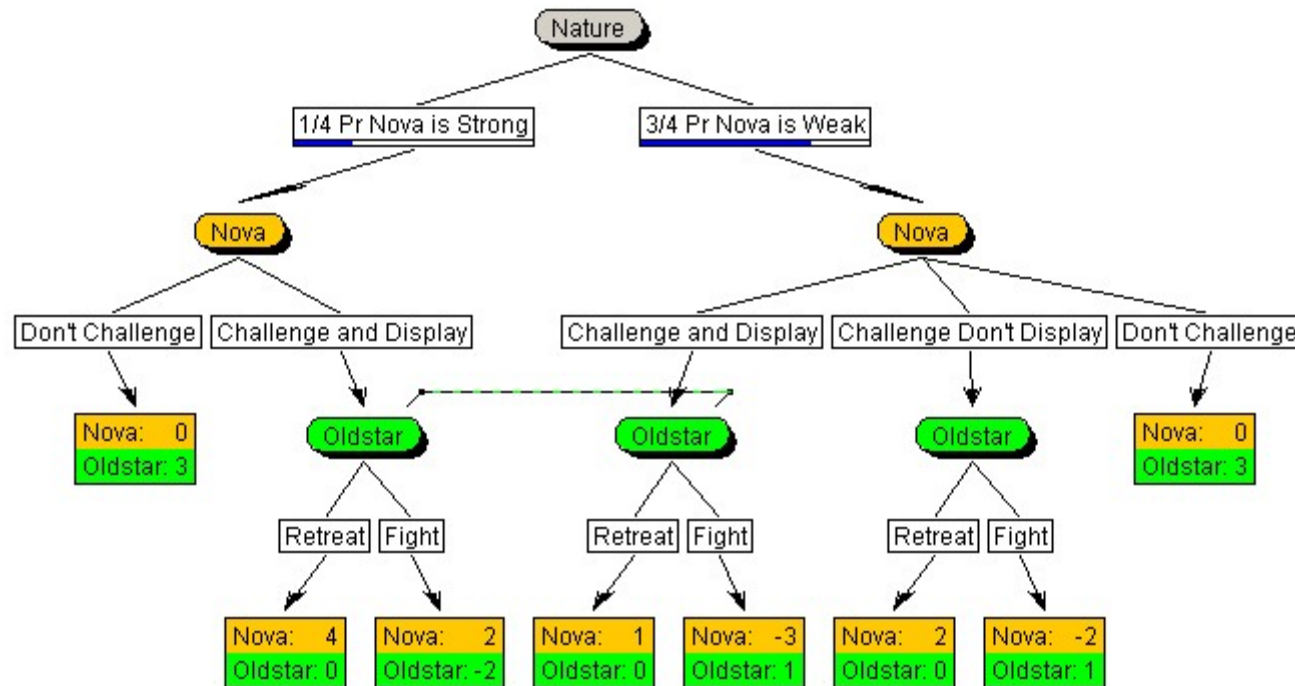 Nature
1/4 Pr Nova is Strong
3/4 Pr Nova is Weak
Nova
Nova
Don't Challenge
Challenge and Display
Challenge and Display
Challenge Don't Display
Don't Challenge
Nova: 0
Oldstar: 3
Oldstar
Oldstar
Oldstar
Nova: 0
Oldstar: 3
Retreat
Fight
Retreat
Fight
Retreat
Fight
Nova: 4
Oldstar: 0
Nova: 2
Oldstar: -2
Nova: 1
Oldstar: 0
Nova: -3
Oldstar: 1
Nova: 2
Oldstar: 0
Nova: -2
Oldstar: 1